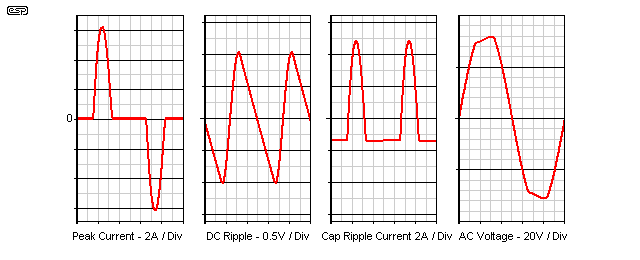 esp
0
Peak Current - 2A / Div
DC Ripple - 0.5V / Div
Cap Ripple Current 2A / Div
AC Voltage - 20V / Div